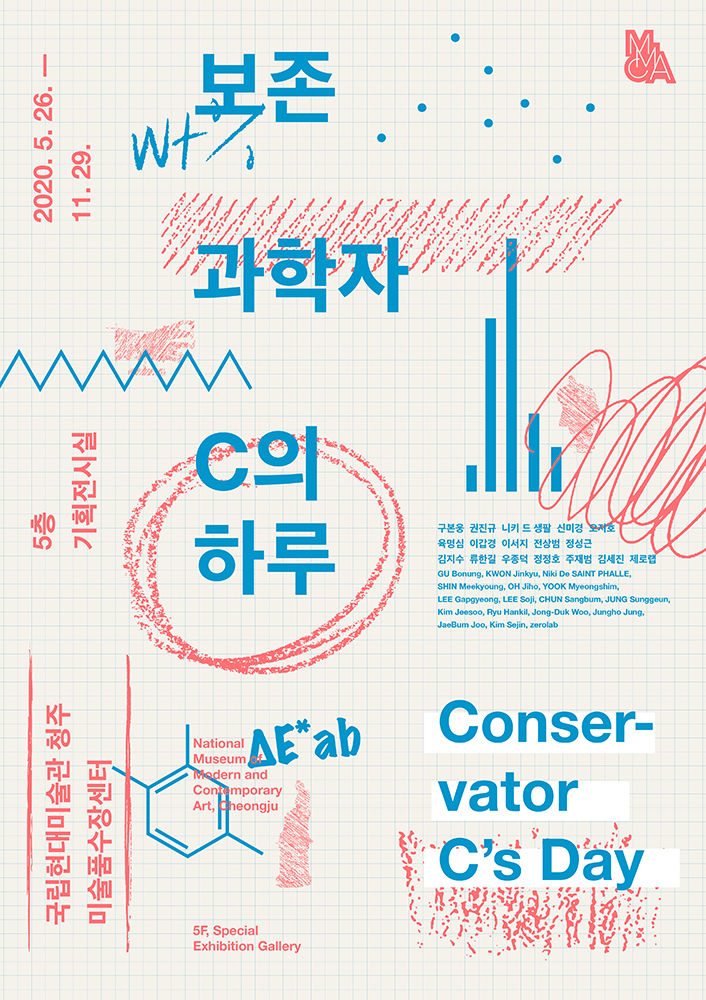 보존
Wt%
과학자
C의
하루
2020. 5. 26. —
11. 29.
MMCA
5층
기획전시실
구본웅 권진규 니키 드 생팔 신미경 오지호
육명심 이갑경 이서지 전상범 정성근
김지수 류한길 우종덕 정정호 주재범 김세진 제로랩
GU Bonung, KWON Jinkyu, Niki De SAINT PHALLE,
SHIN Meekyoung, OH Jiho, YOOK Myeongshim,
LEE Gapgyeong, LEE Soji, CHUN Sangbum, JUNG Sunggeun,
Kim Jeesoo, Ryu Hankil, Jong-Duk Woo, Jungho Jung,
JaeBum Joo, Kim Sejin, zerolab
국립현대미술관 청주
미술품수장센터
ΔE*ab
National
Museum of
Modern and
Contemporary
Art, Cheongju
5F, Special
Exhibition Gallery
Conser-
vator
C’s Day